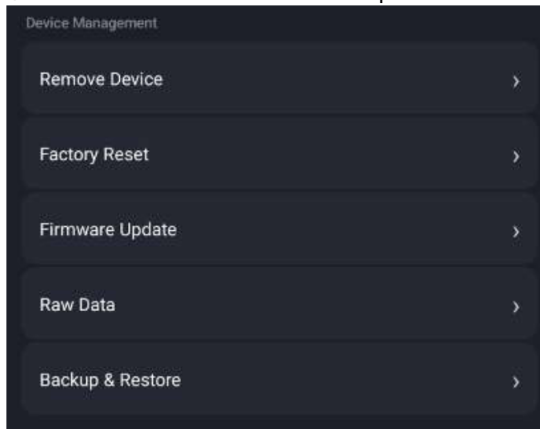 Device Management
Remove Device
Factory Reset
Firmware Update
Raw Data
Backup & Restore